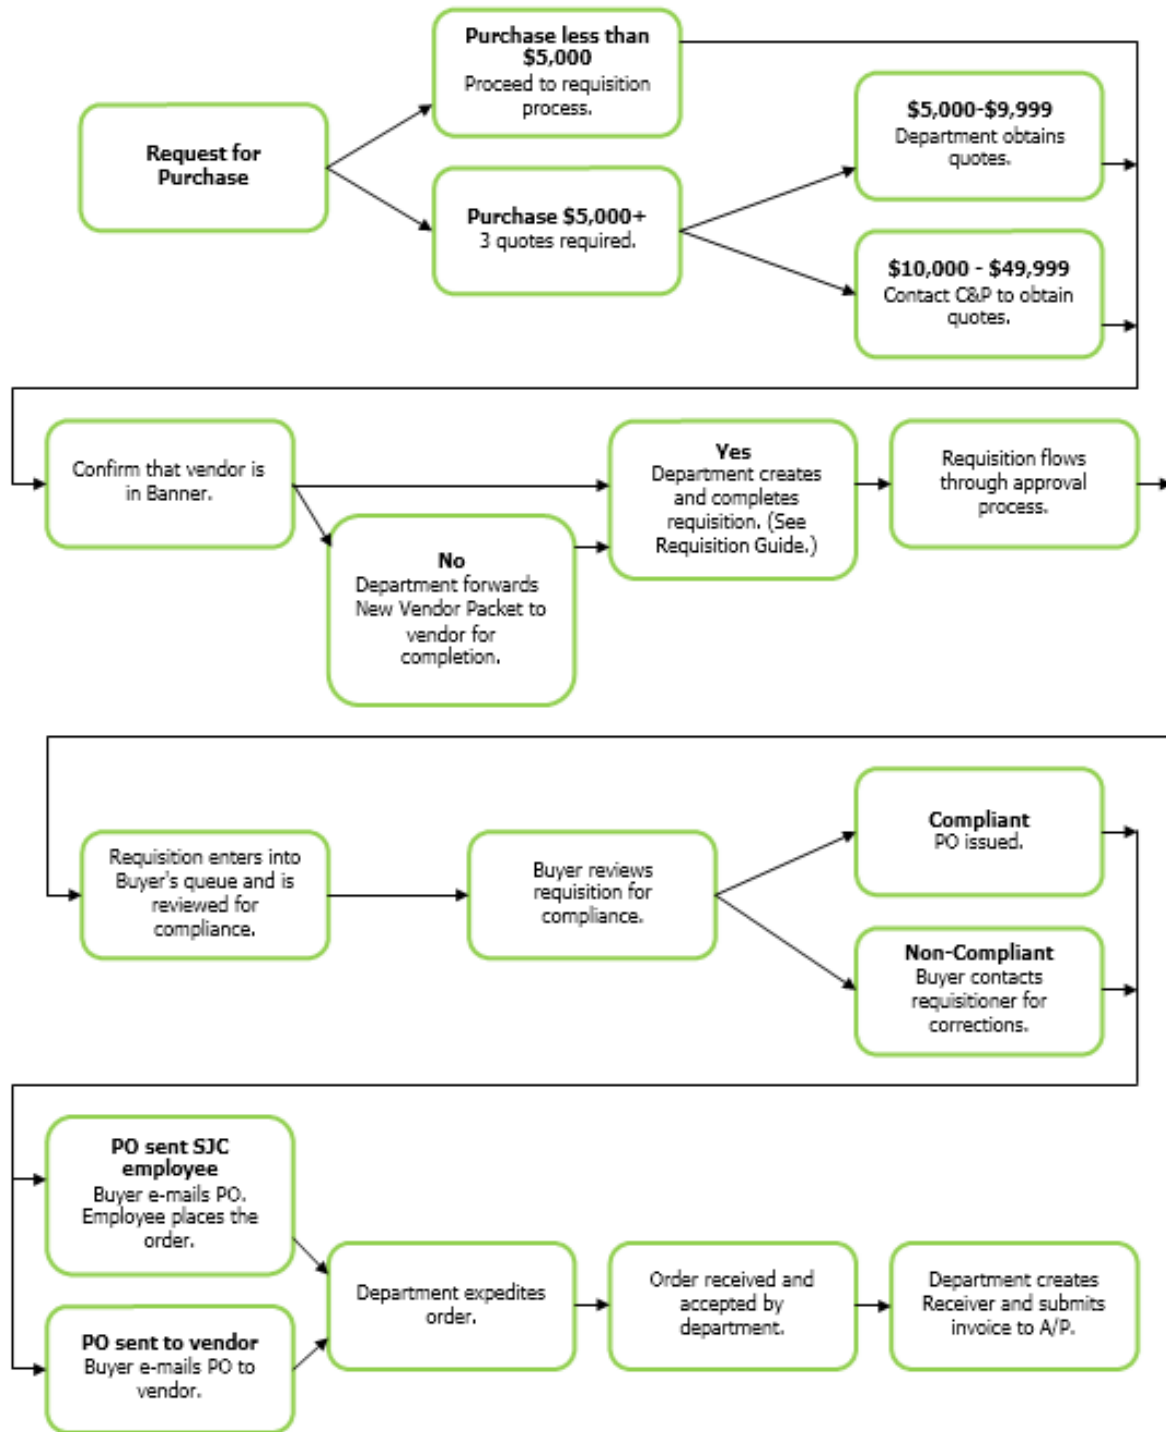 Purchase less than
$5,000
Proceed to requisition
process.
Request for
Purchase
Purchase $5,000+
3 quotes required.
$5,000-$9,999
Department obtains
quotes.
$10,000 - $49,999
Contact C&P to obtain
quotes.
Confirm that vendor is
in Banner.
No
Department forwards
New Vendor Packet to
vendor for
completion.
Yes
Department creates
and completes
requisition. (See
Requisition Guide.)
Requisition flows
through approval
process.
Requisition enters into
Buyer's queue and is
reviewed for
compliance.
Buyer reviews
requisition for
compliance.
Compliant
PO issued.
Non-Compliant
Buyer contacts
requisitioner for
corrections.
PO sent SJC
employee
Buyer e-mails PO.
Employee places the
order.
PO sent to vendor
Buyer e-mails PO to
vendor.
Department expedites
order.
Order received and
accepted by
department.
Department creates
Receiver and submits
invoice to A/P.